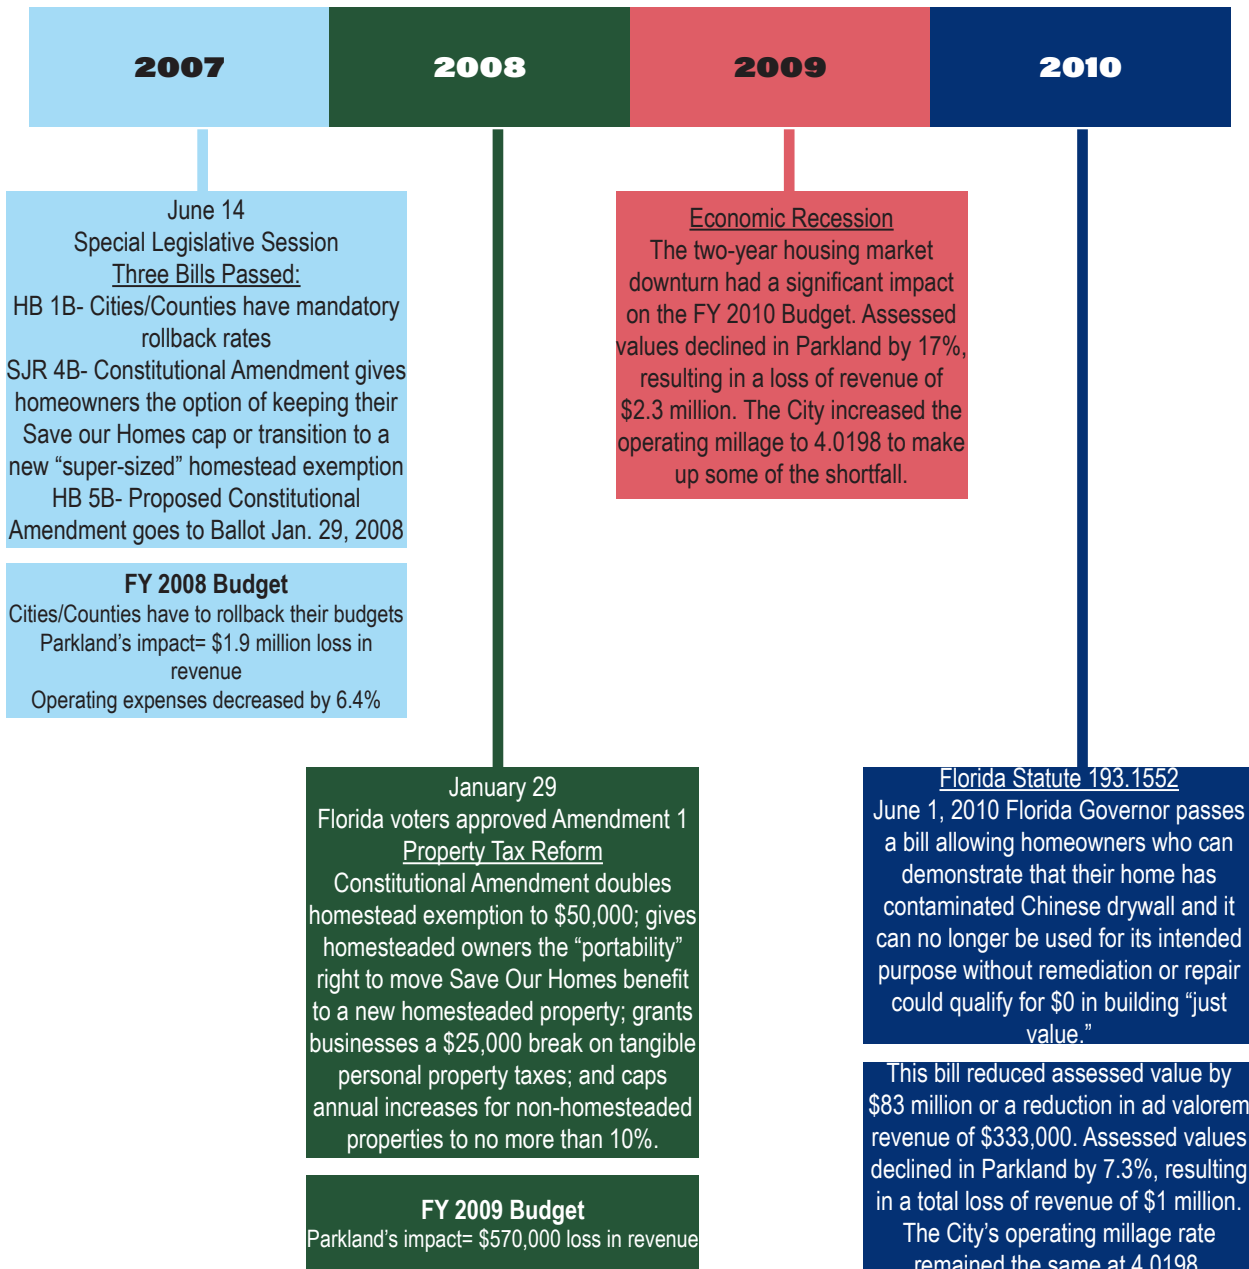 2007
2008
2009
2010
June 14
Special Legislative Session
Three Bills Passed:
HB 1B- Cities/Counties have mandatory
rollback rates
SJR 4B- Constitutional Amendment gives
homeowners the option of keeping their
Save our Homes cap or transition to a
new “super-sized” homestead exemption
HB 5B- Proposed Constitutional
Amendment goes to Ballot Jan. 29, 2008
FY 2008 Budget
Cities/Counties have to rollback their budgets
Parkland’s impact= $1.9 million loss in
revenue
Operating expenses decreased by 6.4%
January 29
Florida voters approved Amendment 1
Property Tax Reform
Constitutional Amendment doubles
homestead exemption to $50,000; gives
homesteaded owners the “portability”
right to move Save Our Homes benefit
to a new homesteaded property; grants
businesses a $25,000 break on tangible
personal property taxes; and caps
annual increases for non-homesteaded
properties to no more than 10%.
FY 2009 Budget
Parkland’s impact= $570,000 loss in revenue
Economic Recession
The two-year housing market
downturn had a significant impact
on the FY 2010 Budget. Assessed
values declined in Parkland by 17%,
resulting in a loss of revenue of
$2.3 million. The City increased the
operating millage to 4.0198 to make
up some of the shortfall.
Florida Statute 193.1552
June 1, 2010 Florida Governor passes
a bill allowing homeowners who can
demonstrate that their home has
contaminated Chinese drywall and it
can no longer be used for its intended
purpose without remediation or repair
could qualify for $0 in building “just
value.”
This bill reduced assessed value by
$83 million or a reduction in ad valorem
revenue of $333,000. Assessed values
declined in Parkland by 7.3%, resulting
in a total loss of revenue of $1 million.
The City’s operating millage rate
remained the same at 4.0198